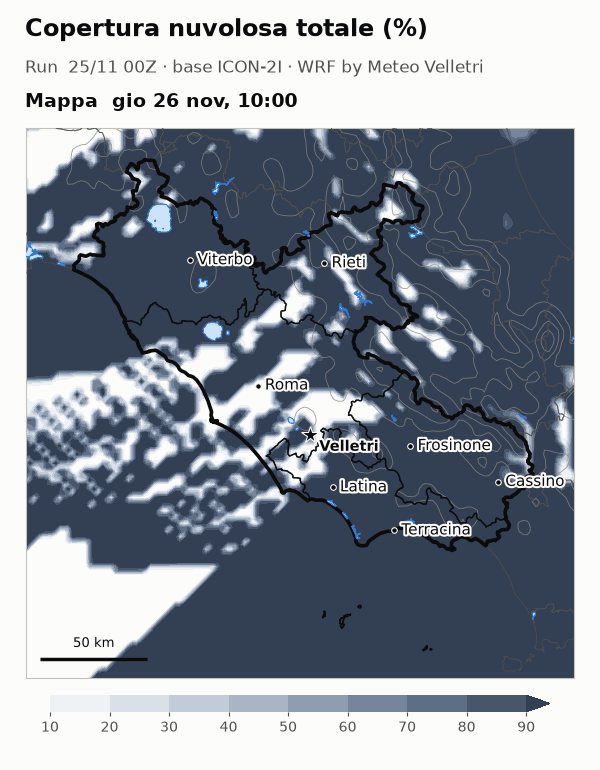 Copertura nuvolosa totale (%)
Run 25/11 00Z · base ICON-2I · WRF by Meteo Velletri
Mappa gio 26 nov, 10:00
Viterbo
Rieti
Roma
Velletri
Frosinone
Cassino
Latina
Terracina
50 km
10 20 30 40 50 60 70 80 90